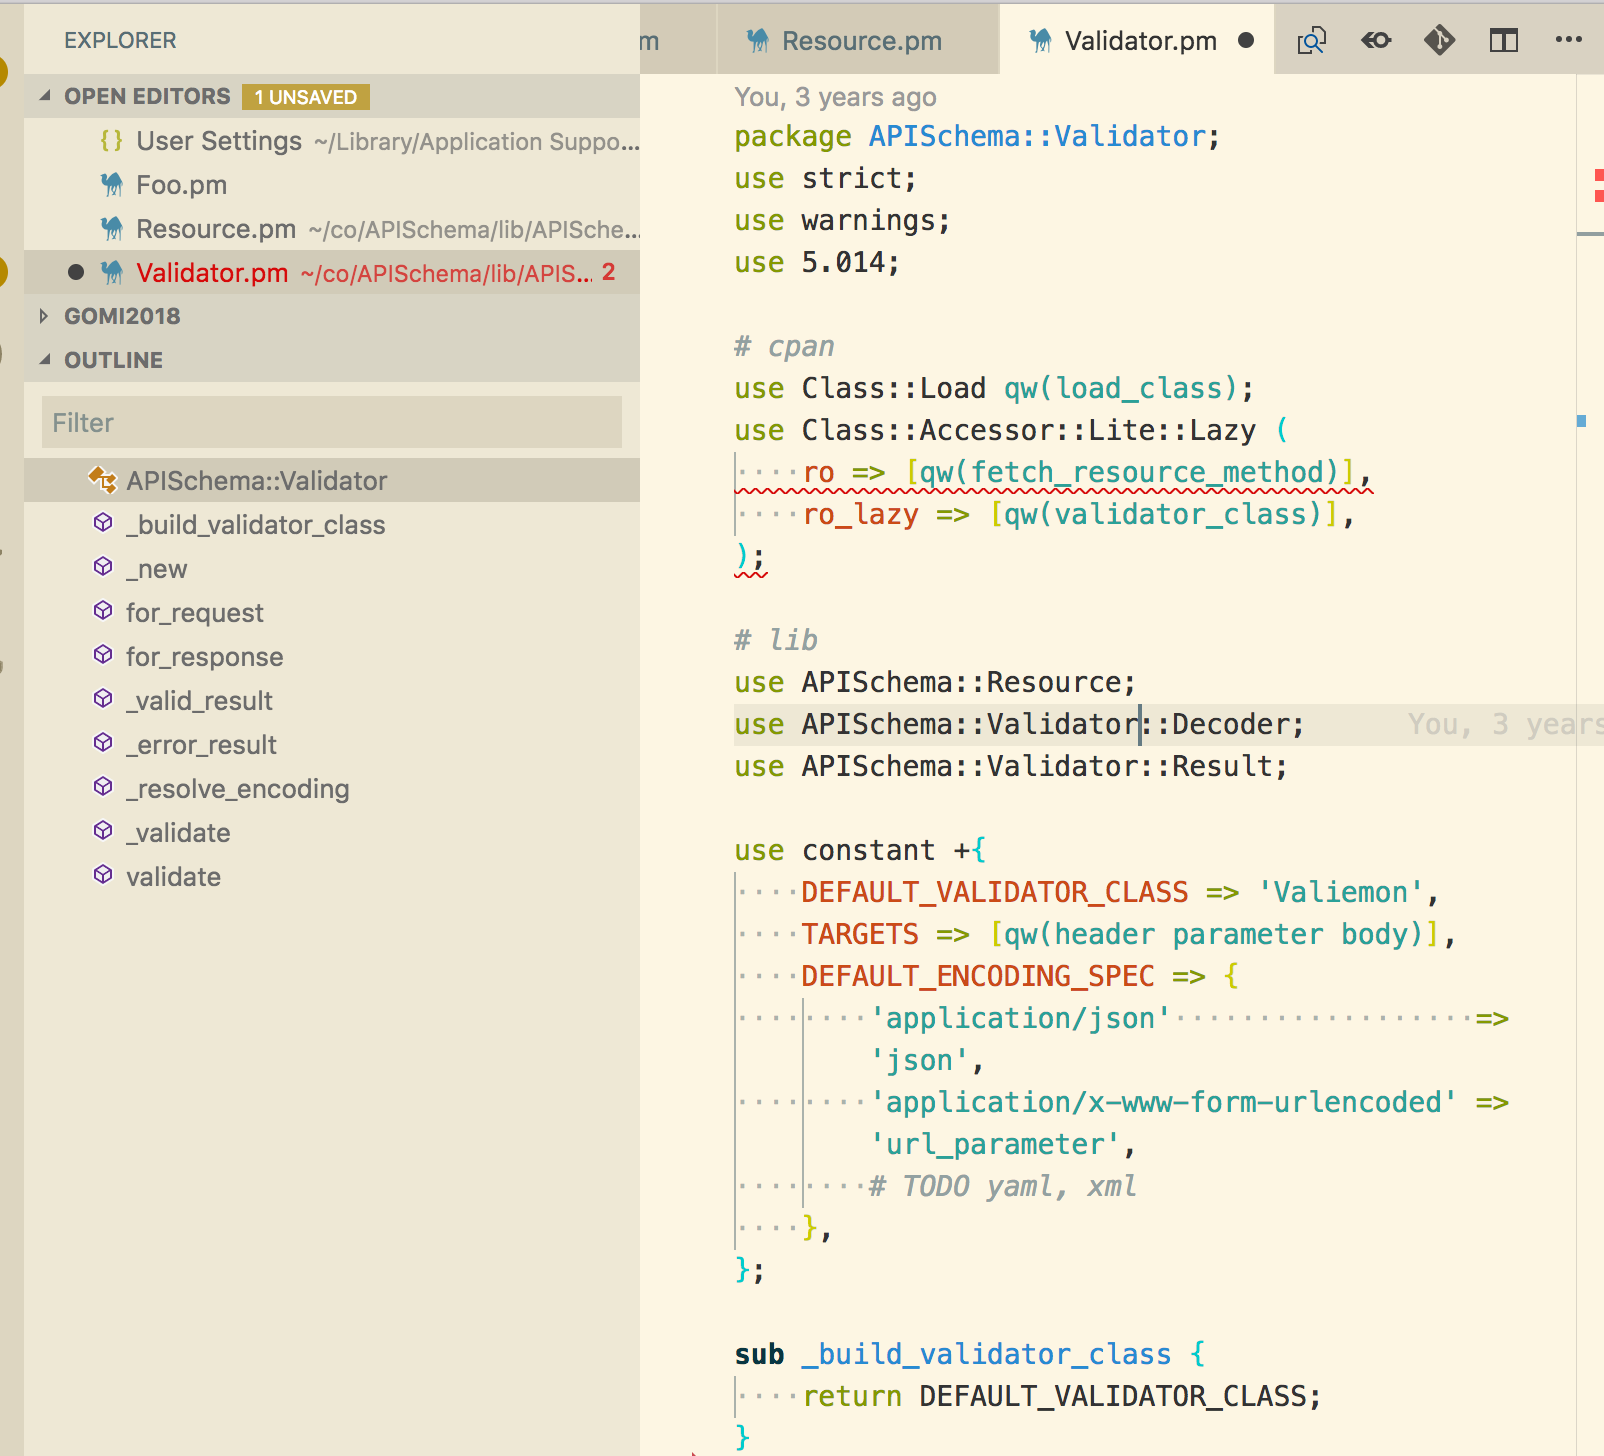 EXPLORER
OPEN EDITORS 1 UNSAVED
{} User Settings ~/Library/Application Suppo...
Foo.pm
Resource.pm ~/co/APISchema/lib/APISche...
Validator.pm ~/co/APISchema/lib/APIS... 2
GOMI2018
OUTLINE
Filter
APISchema::Validator
_build_validator_class
_new
for_request
for_response
_valid_result
_error_result
_resolve_encoding
_validate
validate
m
Resource.pm
Validator.pm
You, 3 years ago
package APISchema::Validator;
use strict;
use warnings;
use 5.014;
# cpan
use Class::Load qw(load_class);
use Class::Accessor::Lite::Lazy (
····ro => [qw(fetch_resource_method)],
····ro_lazy => [qw(validator_class)],
);
# lib
use APISchema::Resource;
use APISchema::Validator::Decoder; You, 3 years
use APISchema::Validator::Result;
use constant +{
····DEFAULT_VALIDATOR_CLASS => 'Valiemon',
····TARGETS => [qw(header parameter body)],
····DEFAULT_ENCODING_SPEC => {
········'application/json'·················· =>
'json',
········'application/x-www-form-urlencoded' =>
'url_parameter',
········# TODO yaml, xml
····},
};
sub _build_validator_class {
····return DEFAULT_VALIDATOR_CLASS;
}